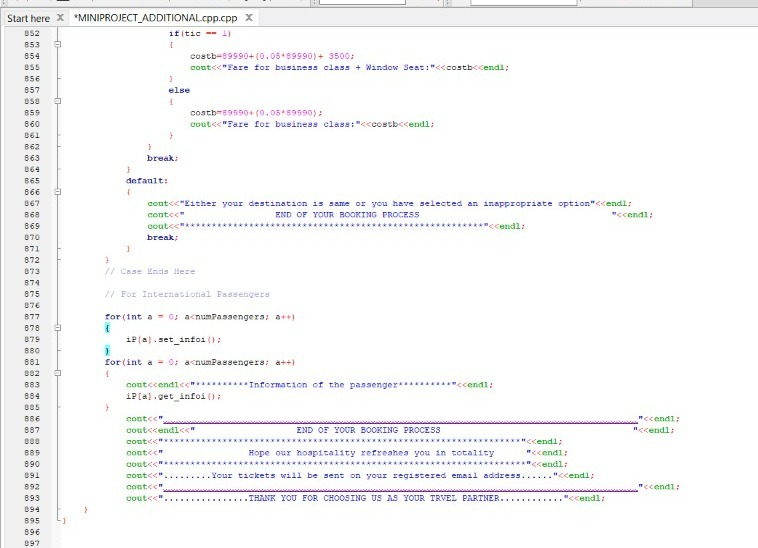 Start here X *MINIPROJECT_ADDITIONAL.cpp.cpp X
852 if(tic == 1)
853 {
854 costb=89990+(0.05*89990)+ 3500;
855 cout<<"Fare for business class + Window Seat:"<<costb<<endl;
856 }
857 else
858 {
859 costb=89990+(0.05*89990);
860 cout<<"Fare for business class:"<<costb<<endl;
861 }
862 }
863 break;
864 }
865 default:
866 {
867 cout<<"Either your destination is same or you have selected an inappropriate option"<<endl;
868 cout<<" END OF YOUR BOOKING PROCESS "<<endl;
869 cout<<"********************************************************"<<endl;
870 break;
871 }
872 }
873 // Case Ends Here
874
875 // For International Passengers
876
877 for(int a = 0; a<numPassengers; a++)
878 {
879 iP[a].set_infoi();
880 }
881 for(int a = 0; a<numPassengers; a++)
882 {
883 cout<<endl<<"**********Information of the passenger**********"<<endl;
884 iP[a].get_infoi();
885 }
886 cout<<"__________________________________________________________________________________________"<<endl;
887 cout<<endl<<" END OF YOUR BOOKING PROCESS "<<endl;
888 cout<<"*******************************************************************"<<endl;
889 cout<<" Hope our hospitality refreshes you in totality "<<endl;
890 cout<<"********************************************************************"<<endl;
891 cout<<".........Your tickets will be sent on your registered email address......"<<endl;
892 cout<<"__________________________________________________________________________________________"<<endl;
893 cout<<"................THANK YOU FOR CHOOSING US AS YOUR TRVEL PARTNER............"<<endl;
894 }
895 }
896
897